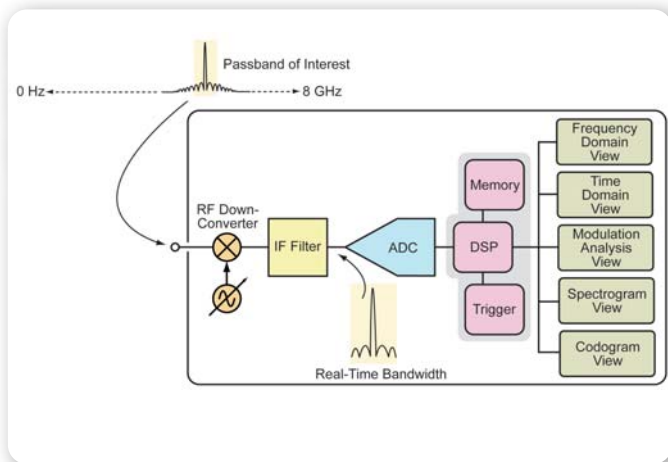 Passband of Interest
0 Hz
8 GHz
RF Down-
Converter
IF Filter
ADC
Memory
DSP
Trigger
Real-Time Bandwidth
Frequency
Domain
View
Time
Domain
View
Modulation
Analysis
View
Spectrogram
View
Codogram
View